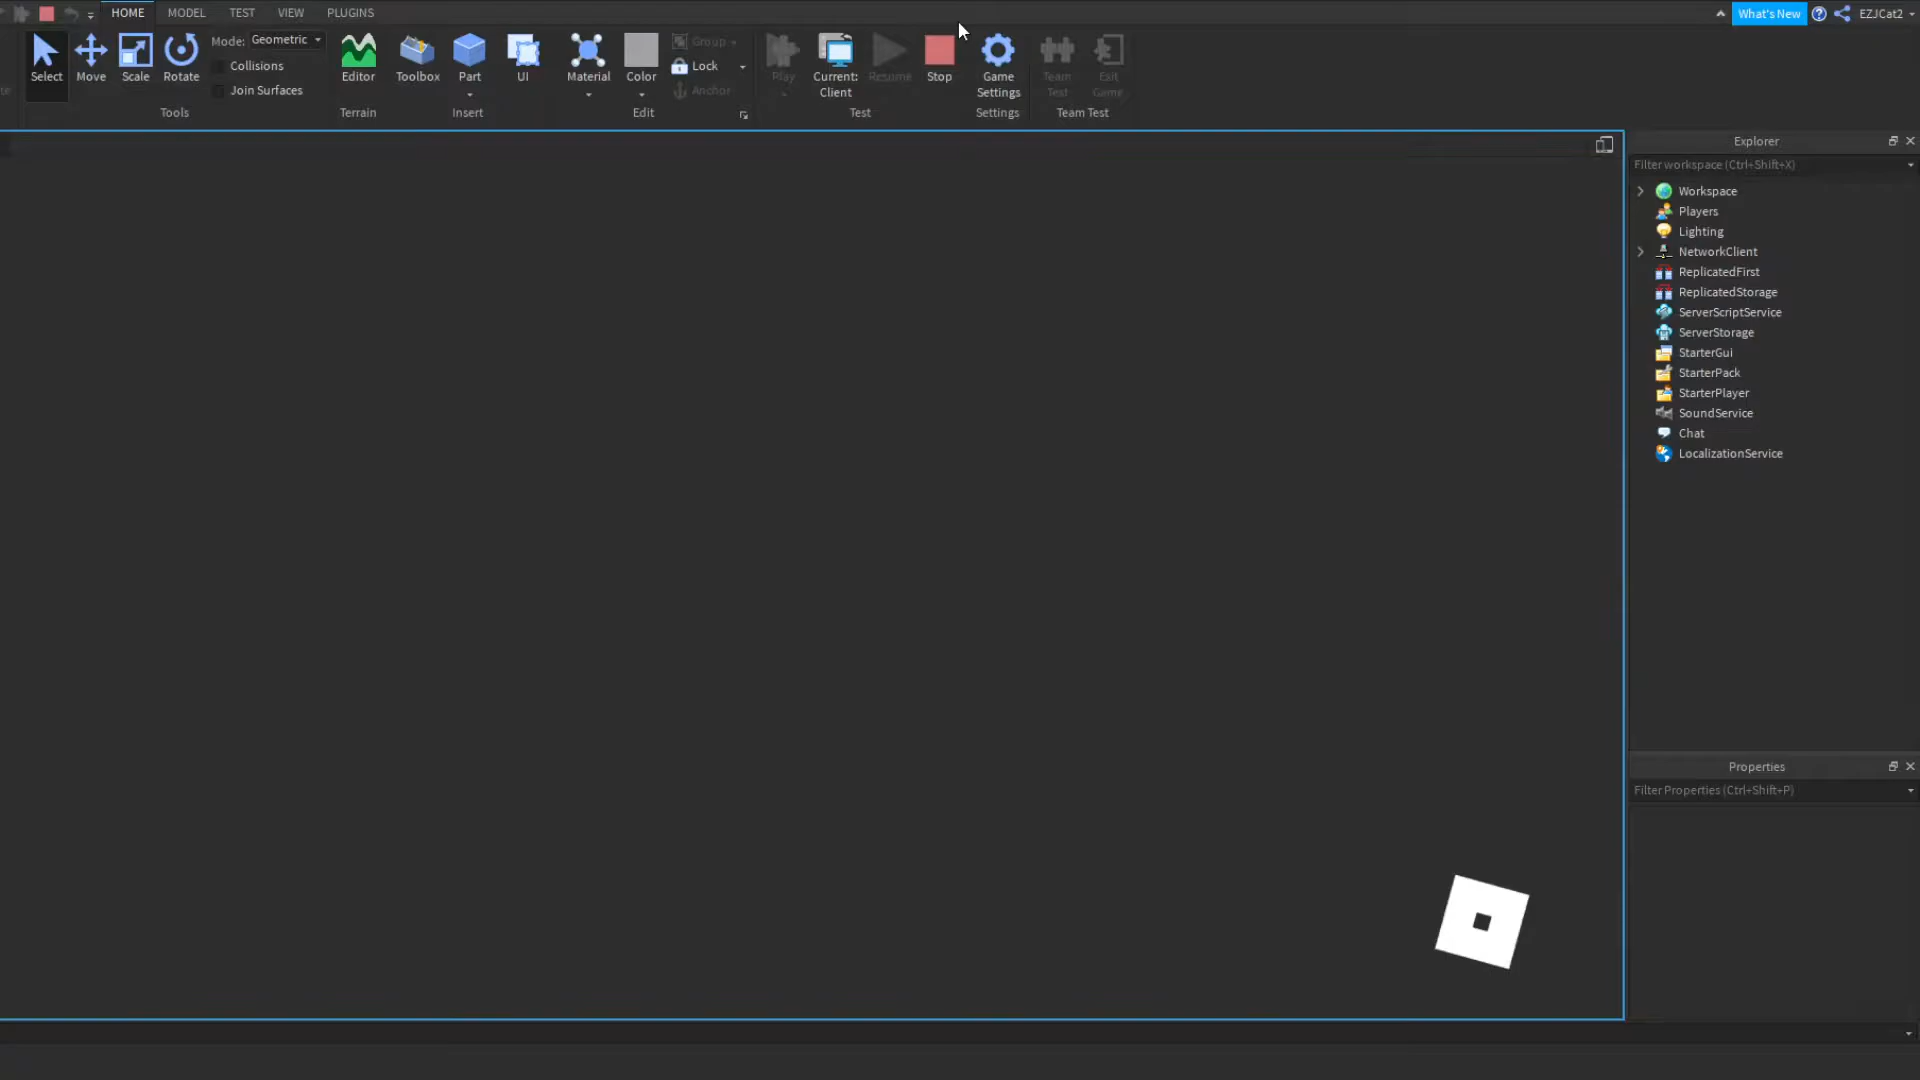 HOME MODEL TEST VIEW PLUGINS What's New EZJCat2
Select Move Scale Rotate Mode: Geometric Collisions Join Surfaces Editor Toolbox Part UI Material Color Group Lock Anchor Play Current: Client Resume Stop Game Settings Team Test Exit Game
Tools Terrain Insert Edit Test Settings Team Test
Explorer
Filter workspace (Ctrl+Shift+X)
Workspace
Players
Lighting
NetworkClient
ReplicatedFirst
ReplicatedStorage
ServerScriptService
ServerStorage
StarterGui
StarterPack
StarterPlayer
SoundService
Chat
LocalizationService
Properties
Filter Properties (Ctrl+Shift+P)